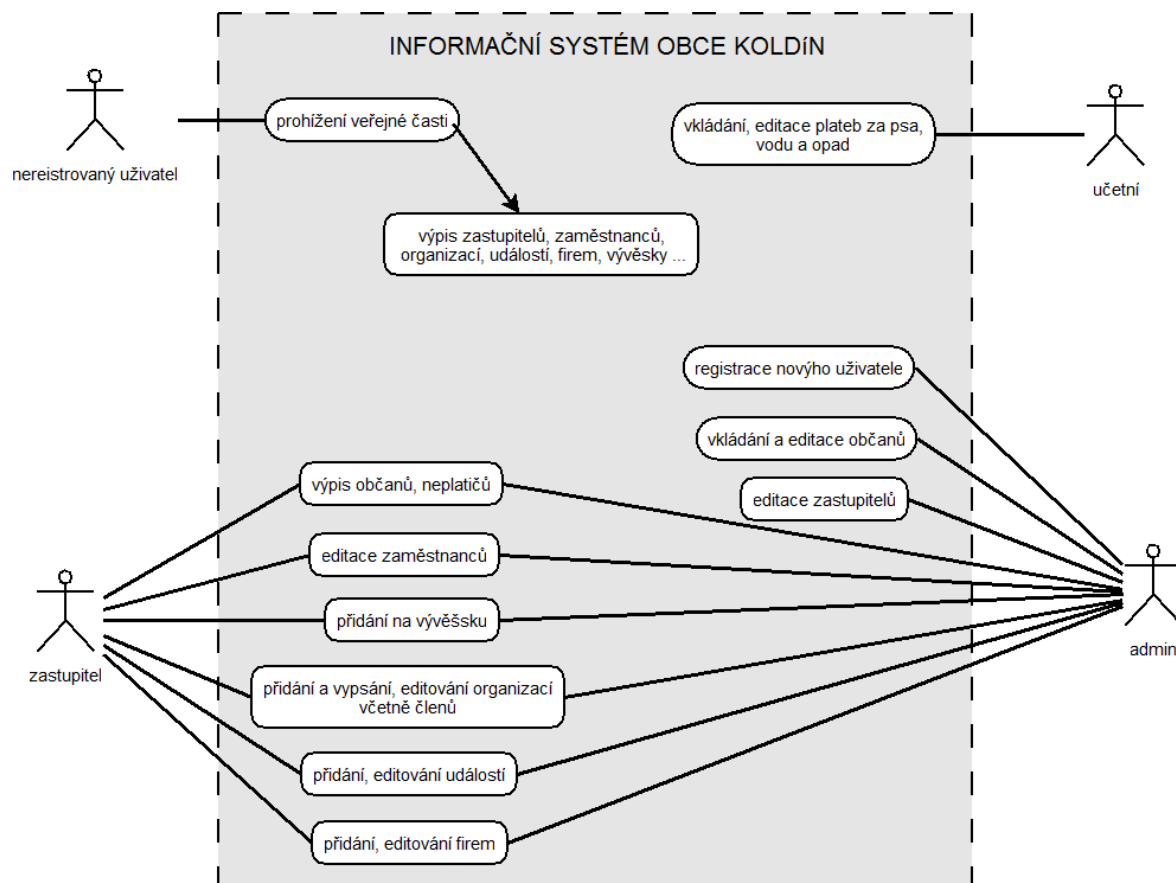 INFORMAČNÍ SYSTÉM OBCE KOLDíN
prohížení veřejné časti
vkládání, editace plateb za psa,
vodu a opad
nereistrovaný uživatel
účetní
výpis zastupitelů, zaměstnanců,
organizací, událostí, firem, vývěsky ...
registrace novýho uživatele
vkládání a editace občanů
výpis občanů, neplatičů
editace zastupitelů
editace zaměstnanců
přidání na vývěšsku
admin
zastupitel
přidání a vypsání, editování organizací
včetně členů
přidání, editování událostí
přidání, editování firem